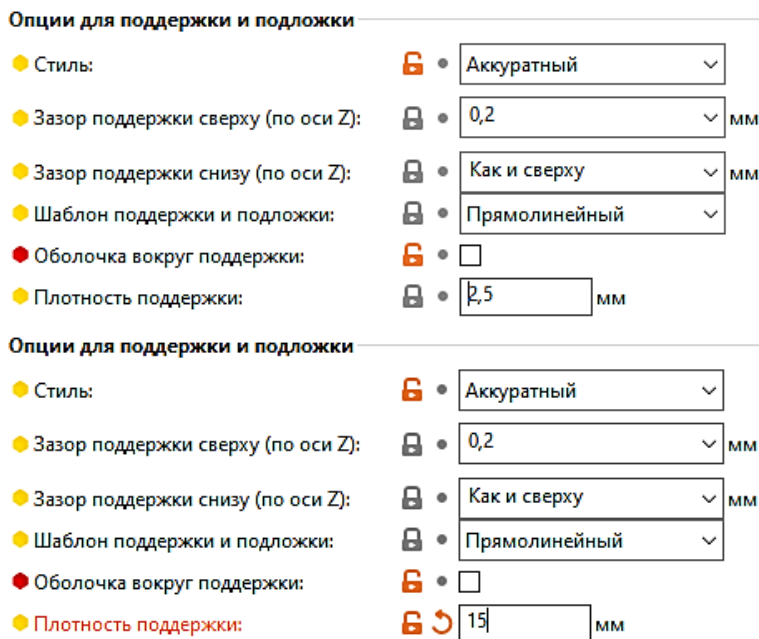 Опции для поддержки и подложки
Стиль: Аккуратный
Зазор поддержки сверху (по оси Z): 0,2 мм
Зазор поддержки снизу (по оси Z): Как и сверху мм
Шаблон поддержки и подложки: Прямолинейный
Оболочка вокруг поддержки:
Плотность поддержки: 2,5 мм
Опции для поддержки и подложки
Стиль: Аккуратный
Зазор поддержки сверху (по оси Z): 0,2 мм
Зазор поддержки снизу (по оси Z): Как и сверху мм
Шаблон поддержки и подложки: Прямолинейный
Оболочка вокруг поддержки:
Плотность поддержки: 15 мм